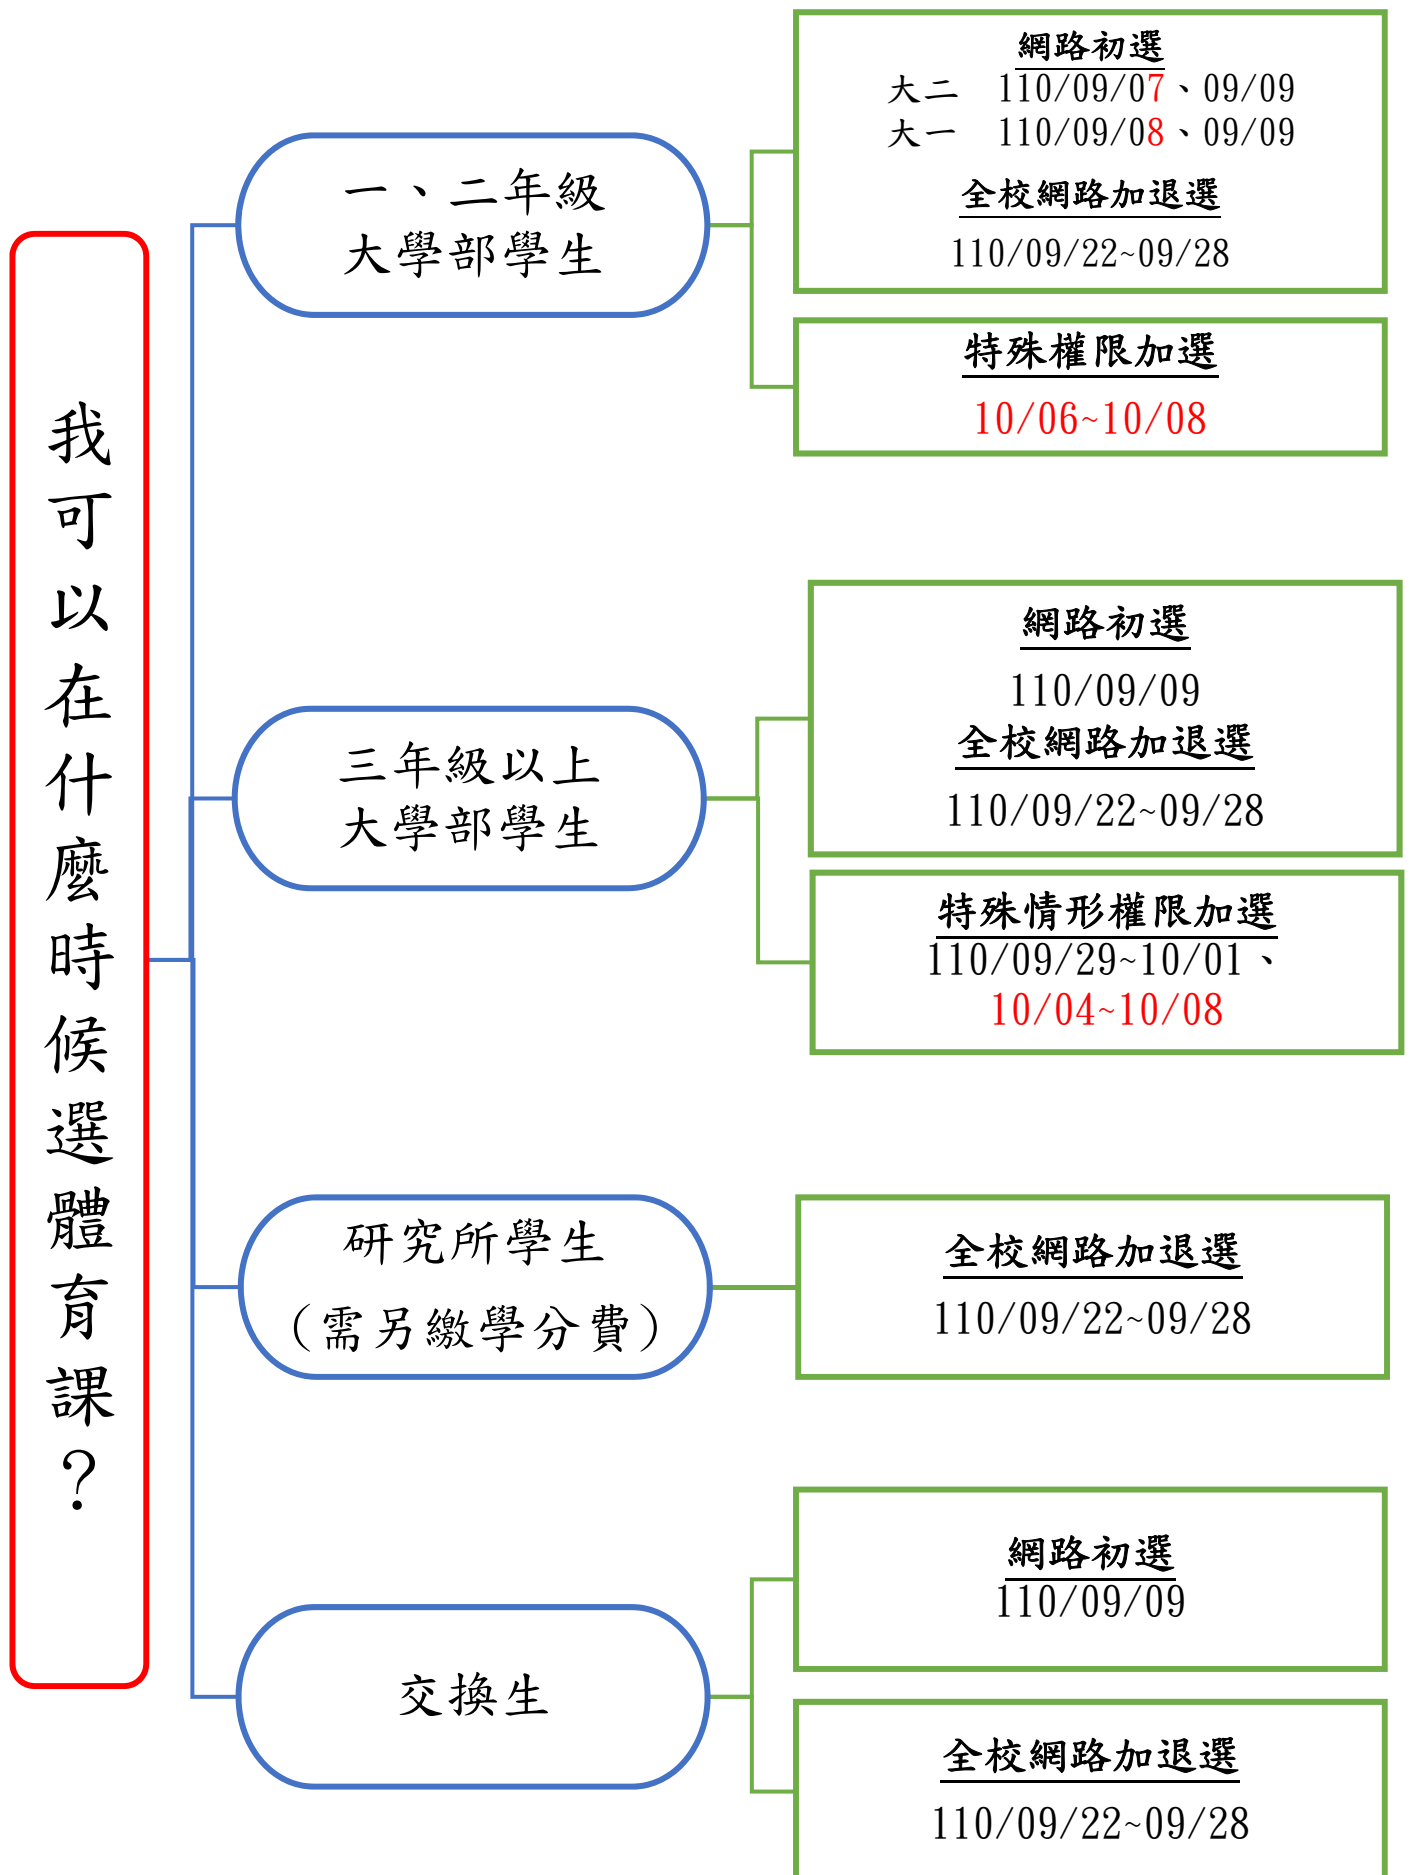 我可以在什麼時候選體育課？
一、二年級
大學部學生
網路初選
大二 110/09/07、09/09
大一 110/09/08、09/09
全校網路加退選
110/09/22~09/28
特殊權限加選
10/06~10/08
三年級以上
大學部學生
網路初選
110/09/09
全校網路加退選
110/09/22~09/28
特殊情形權限加選
110/09/29~10/01、
10/04~10/08
研究所學生
（需另繳學分費）
全校網路加退選
110/09/22~09/28
交換生
網路初選
110/09/09
全校網路加退選
110/09/22~09/28